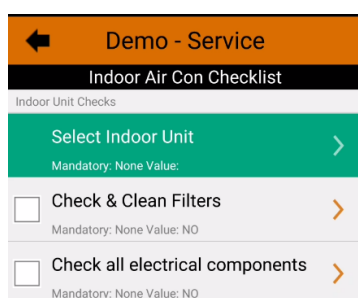 Demo - Service
Indoor Air Con Checklist
Indoor Unit Checks
Select Indoor Unit
Mandatory: None Value:
Check & Clean Filters
Mandatory: None Value: NO
Check all electrical components
Mandatory: None Value: NO